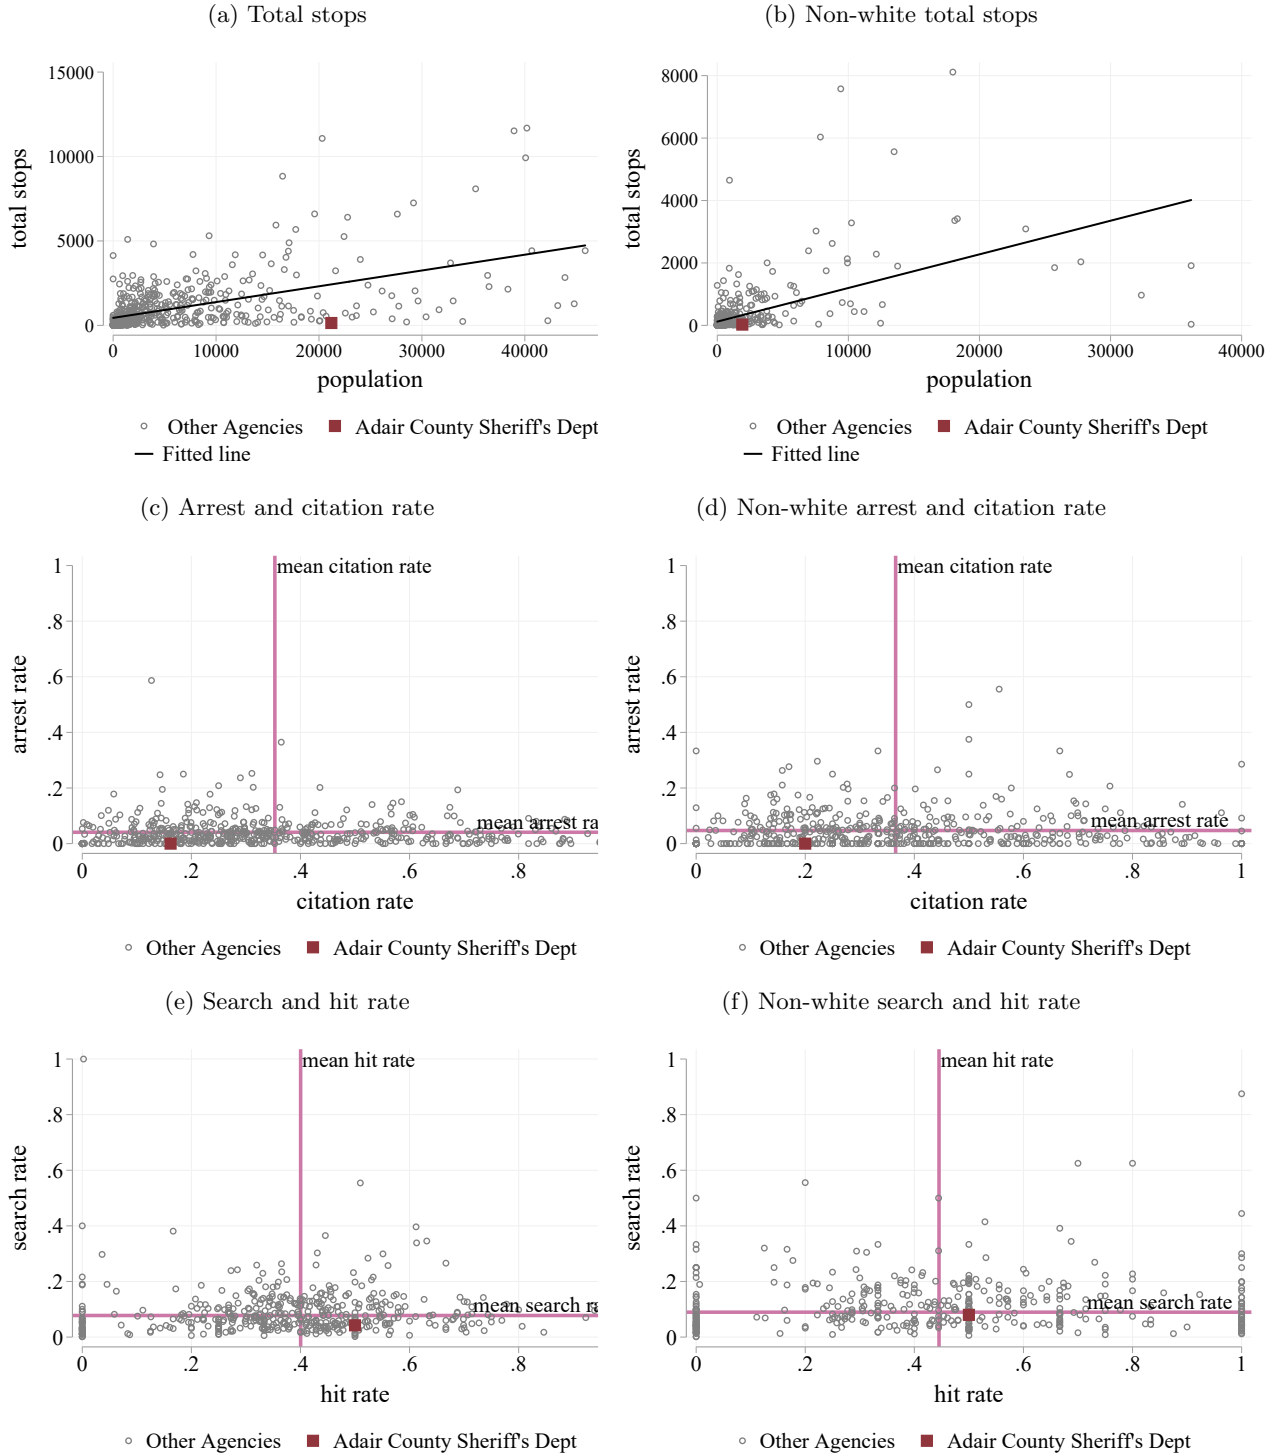 (a) Total stops
(b) Non-white total stops
15000
10000
5000
0
total stops
0 10000 20000 30000 40000
population
Other Agencies Adair County Sheriff's Dept
Fitted line
8000
6000
4000
2000
0
total stops
0 10000 20000 30000 40000
population
Other Agencies Adair County Sheriff's Dept
Fitted line
(c) Arrest and citation rate
(d) Non-white arrest and citation rate
1
.8
.6
.4
.2
0
arrest rate
mean citation rate
mean arrest ra
0 .2 .4 .6 .8
citation rate
Other Agencies Adair County Sheriff's Dept
1
.8
.6
.4
.2
0
arrest rate
mean citation rate
mean arrest rate
0 .2 .4 .6 .8 1
citation rate
Other Agencies Adair County Sheriff's Dept
(e) Search and hit rate
(f) Non-white search and hit rate
1
.8
.6
.4
.2
0
search rate
mean hit rate
mean search ra
0 .2 .4 .6 .8
hit rate
Other Agencies Adair County Sheriff's Dept
1
.8
.6
.4
.2
0
search rate
mean hit rate
mean search rate
0 .2 .4 .6 .8 1
hit rate
Other Agencies Adair County Sheriff's Dept